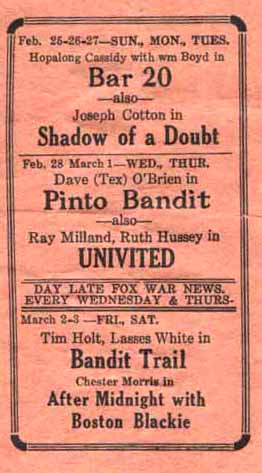 Feb. 25-26-27—SUN., MON., TUES.
Hopalong Cassidy with wm Boyd in
Bar 20
—also—
Joseph Cotton in
Shadow of a Doubt
Feb. 28 March 1—WED., THUR.
Dave (Tex) O'Brien in
Pinto Bandit
—also—
Ray Milland, Ruth Hussey in
UNIVITED
DAY LATE FOX WAR NEWS.
EVERY WEDNESDAY & THURS-
March 2-3 —FRI., SAT.
Tim Holt, Lasses White in
Bandit Trail
Chester Morris in
After Midnight with
Boston Blackie